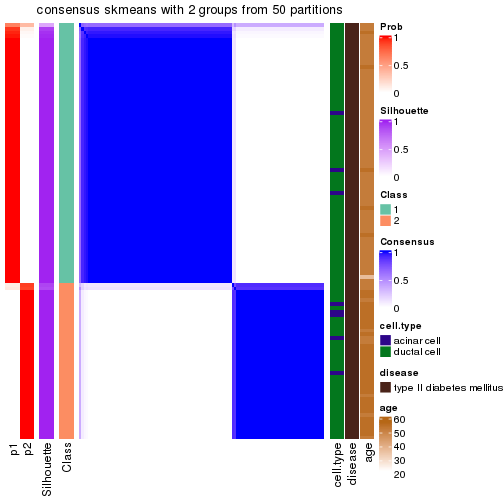 consensus skmeans with 2 groups from 50 partitions
Prob
1
0.5
0
Silhouette
1
0.5
0
Class
1
2
Consensus
1
0.5
0
cell.type
acinar cell
ductal cell
disease
type II diabetes mellitus
age
60
50
40
30
20
p1
p2
Silhouette
Class
cell.type
disease
age